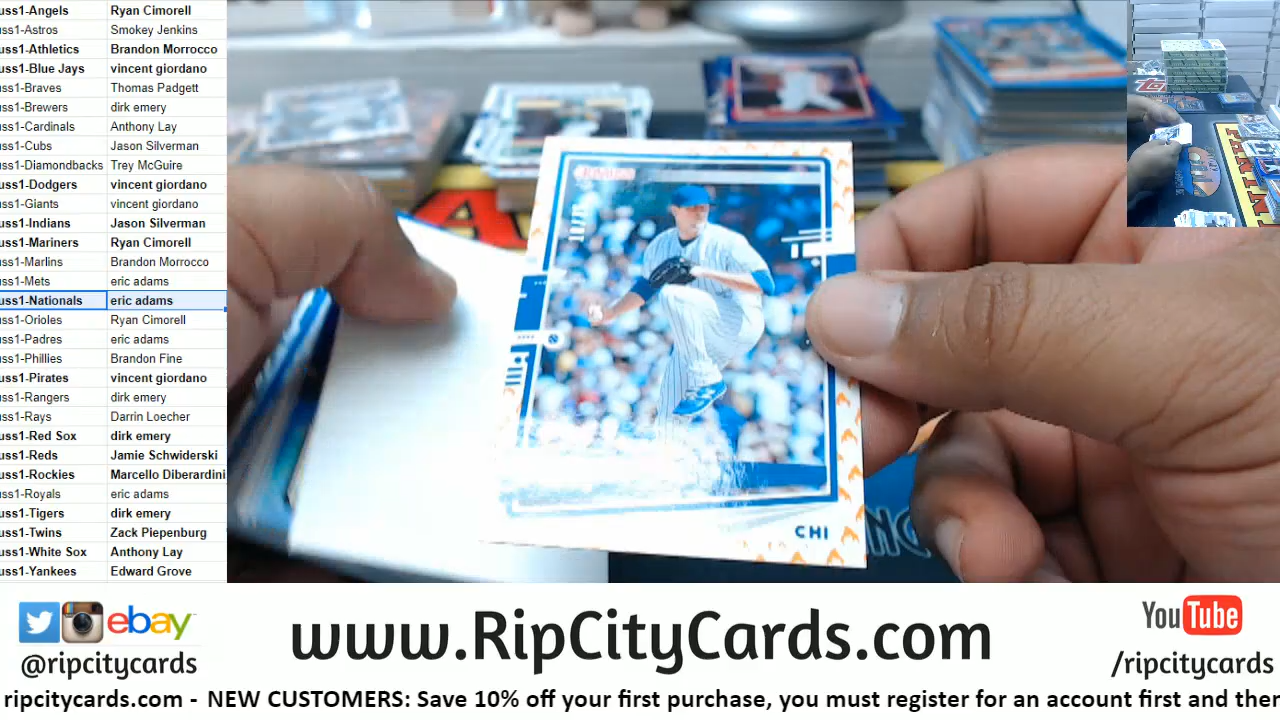 uss1-Angels Ryan Cimorell
uss1-Astros Smokey Jenkins
uss1-Athletics Brandon Morrocco
uss1-Blue Jays vincent giordano
uss1-Braves Thomas Padgett
uss1-Brewers dirk emery
uss1-Cardinals Anthony Lay
uss1-Cubs Jason Silverman
uss1-Diamondbacks Trey McGuire
uss1-Dodgers vincent giordano
uss1-Giants vincent giordano
uss1-Indians Jason Silverman
uss1-Mariners Ryan Cimorell
uss1-Marlins Brandon Morrocco
uss1-Mets eric adams
uss1-Nationals eric adams
uss1-Orioles Ryan Cimorell
uss1-Padres eric adams
uss1-Phillies Brandon Fine
uss1-Pirates vincent giordano
uss1-Rangers dirk emery
uss1-Rays Darrin Loecher
uss1-Red Sox dirk emery
uss1-Reds Jamie Schwiderski
uss1-Rockies Marcello Diberardini
uss1-Royals eric adams
uss1-Tigers dirk emery
uss1-Twins Zack Piepenburg
uss1-White Sox Anthony Lay
uss1-Yankees Edward Grove
CHI
ebay
@ripcitycards
www.RipCityCards.com
YouTube
/ripcitycards
ripcitycards.com - NEW CUSTOMERS: Save 10% off your first purchase, you must register for an account first and then